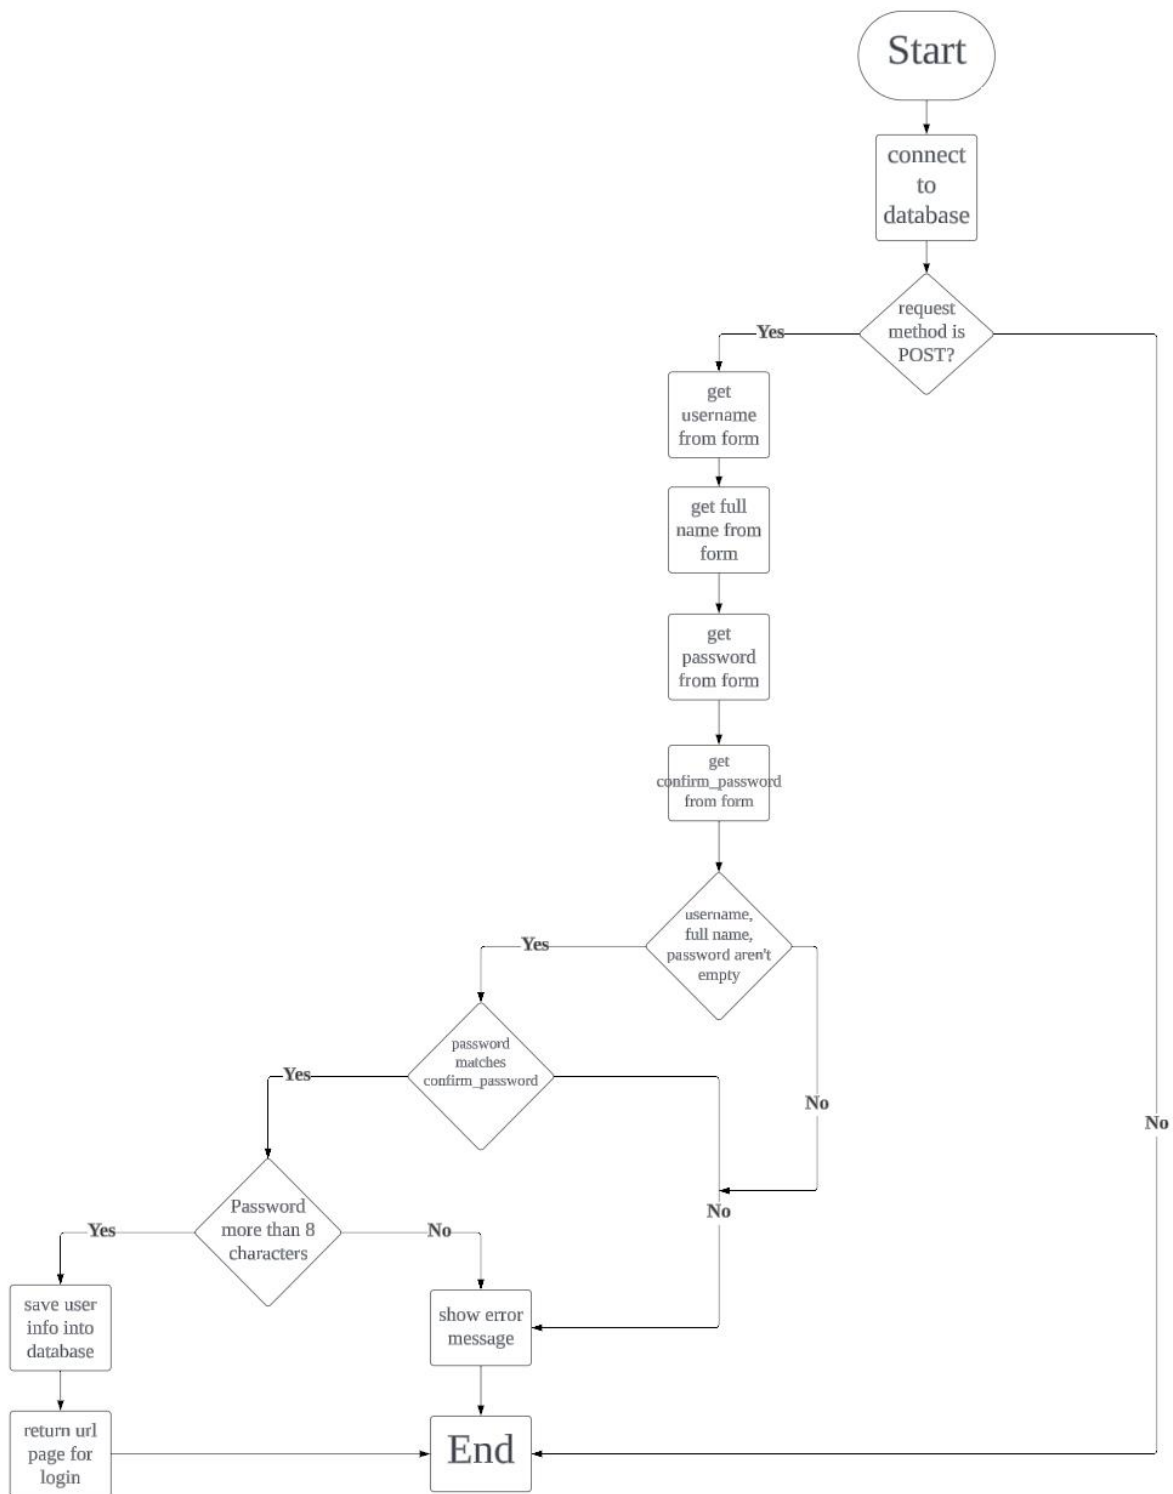 Start
connect
to
database
request
method is
POST?
Yes
No
get
username
from form
get full
name from
form
get
password
from form
get
confirm_password
from form
username,
full name,
password aren't
empty
Yes
No
password
matches
confirm_password
Yes
No
Password
more than 8
characters
Yes
No
save user
info into
database
show error
message
return url
page for
login
End